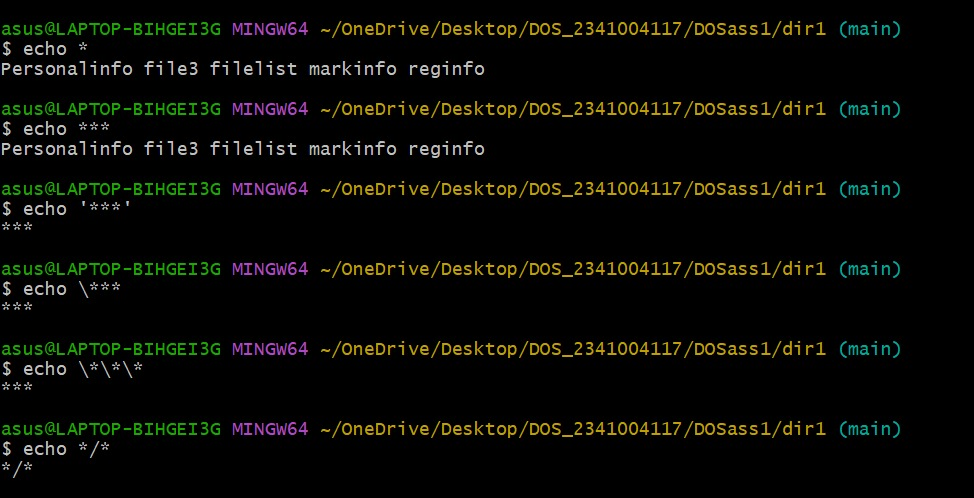 asus@LAPTOP-BIHGEI3G MINGW64 ~/OneDrive/Desktop/DOS_2341004117/DOSass1/dir1 (main)
$ echo *
Personalinfo file3 filelist markinfo reginfo
asus@LAPTOP-BIHGEI3G MINGW64 ~/OneDrive/Desktop/DOS_2341004117/DOSass1/dir1 (main)
$ echo ***
Personalinfo file3 filelist markinfo reginfo
asus@LAPTOP-BIHGEI3G MINGW64 ~/OneDrive/Desktop/DOS_2341004117/DOSass1/dir1 (main)
$ echo '***'
***
asus@LAPTOP-BIHGEI3G MINGW64 ~/OneDrive/Desktop/DOS_2341004117/DOSass1/dir1 (main)
$ echo \***
***
asus@LAPTOP-BIHGEI3G MINGW64 ~/OneDrive/Desktop/DOS_2341004117/DOSass1/dir1 (main)
$ echo \*\*\*
***
asus@LAPTOP-BIHGEI3G MINGW64 ~/OneDrive/Desktop/DOS_2341004117/DOSass1/dir1 (main)
$ echo */*
*/*